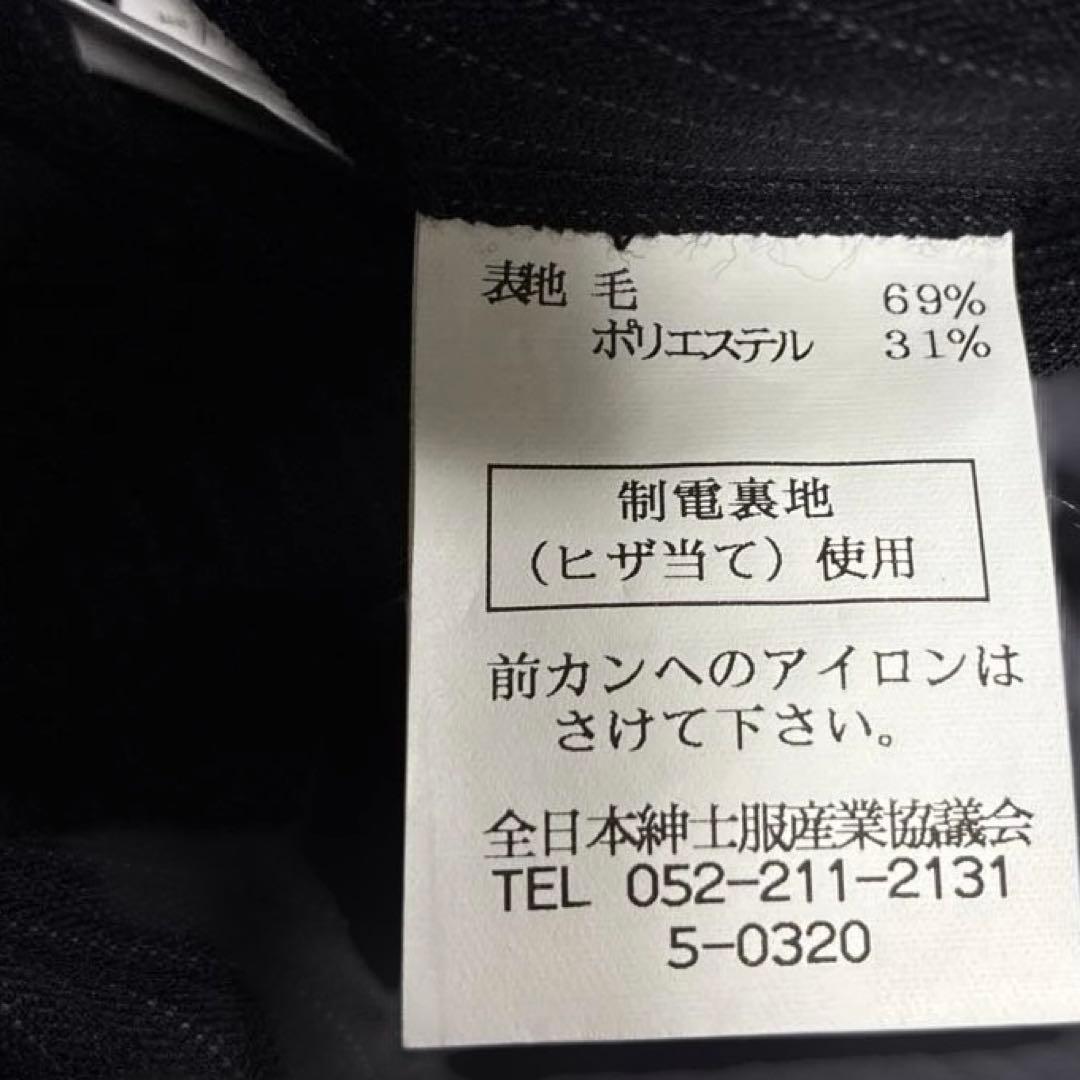 表地 毛 69%
ポリエステル 31%
制電裏地
(ヒザ当て) 使用
前カンへのアイロンは
さけて下さい。
全日本紳士服産業協議会
TEL 052-211-2131
5-0320